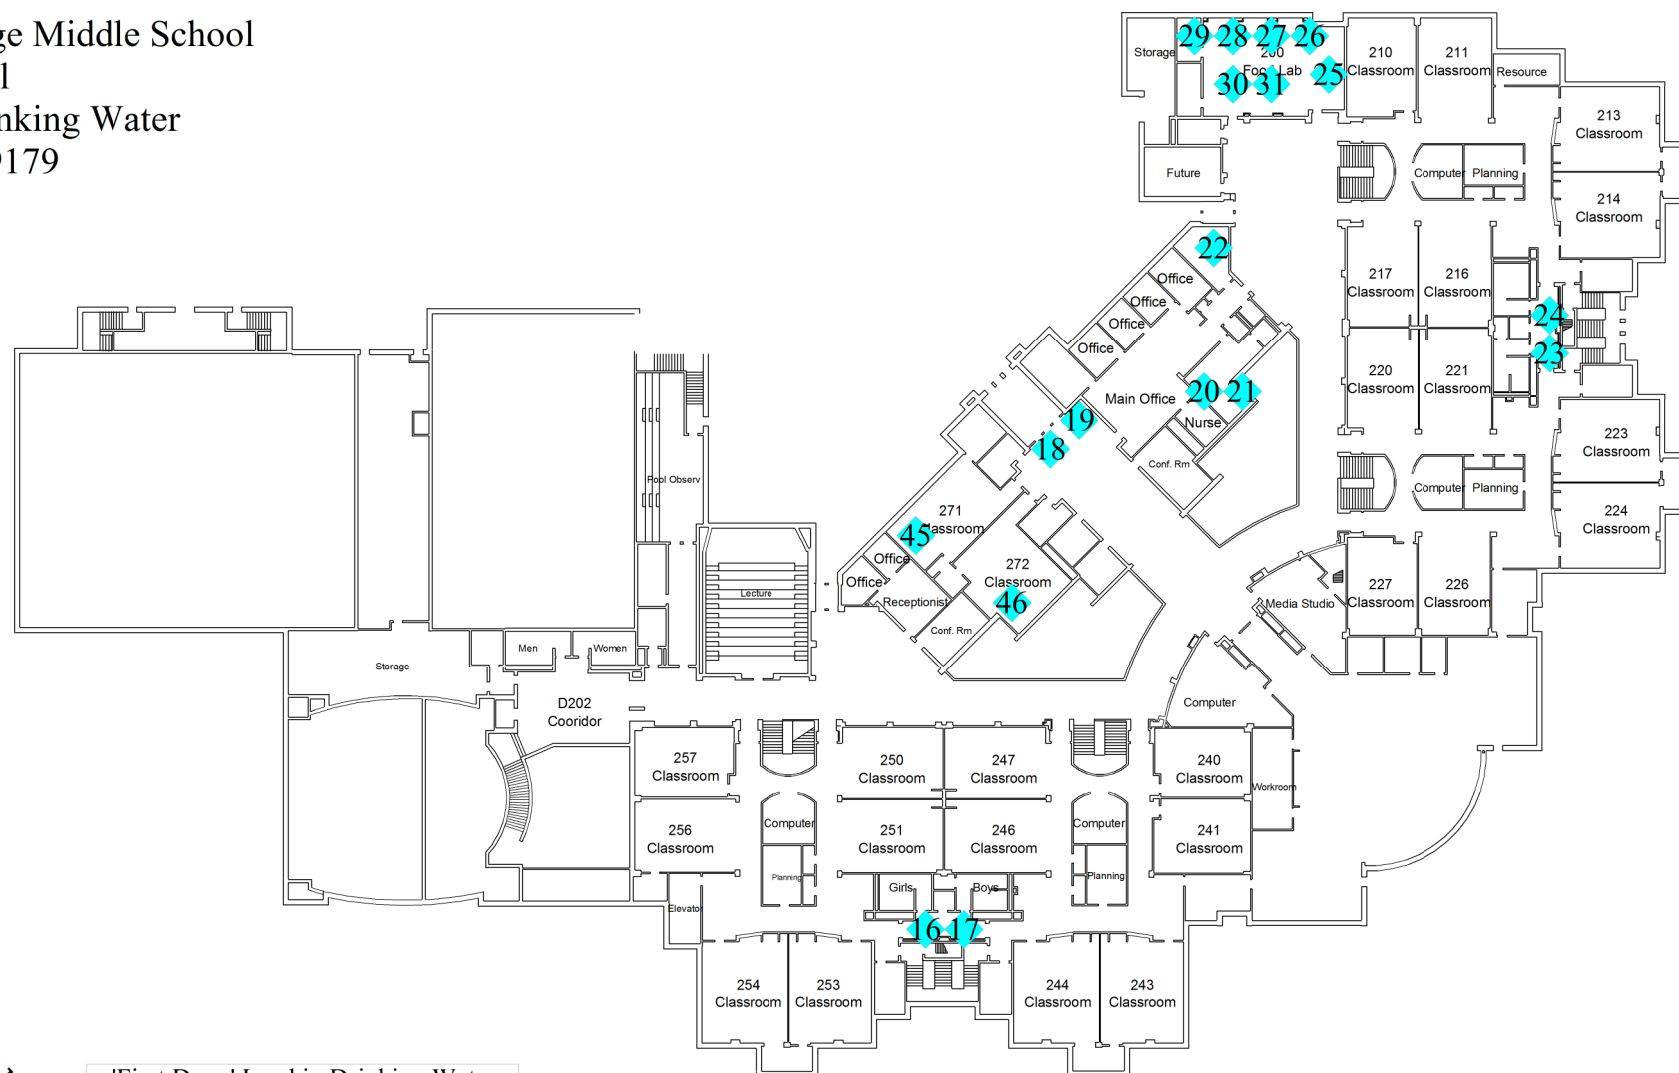 ge Middle School
l
nking Water
9179
29 28 27 26
Storage
200
Food Lab
25
30 31
210
Classroom
211
Classroom
Resource
213
Classroom
Future
Computer
Planning
214
Classroom
22
Office
Office
Office
Office
217
Classroom
216
Classroom
24
23
220
Classroom
221
Classroom
Main Office
20 21
Nurse
19
18
Conf. Rm
223
Classroom
Computer
Planning
224
Classroom
Pool Observ
271
Classroom
45
Office
Office
272
Classroom
46
Receptionist
Conf. Rm
Lecture
Media Studio
227
Classroom
226
Classroom
Men
Women
Storage
D202
Cooridor
Computer
257
Classroom
250
Classroom
247
Classroom
240
Classroom
Workroom
256
Classroom
Computer
251
Classroom
246
Classroom
Computer
241
Classroom
Planning
Girls
Boys
Planning
Elevator
16 17
254
Classroom
253
Classroom
244
Classroom
243
Classroom